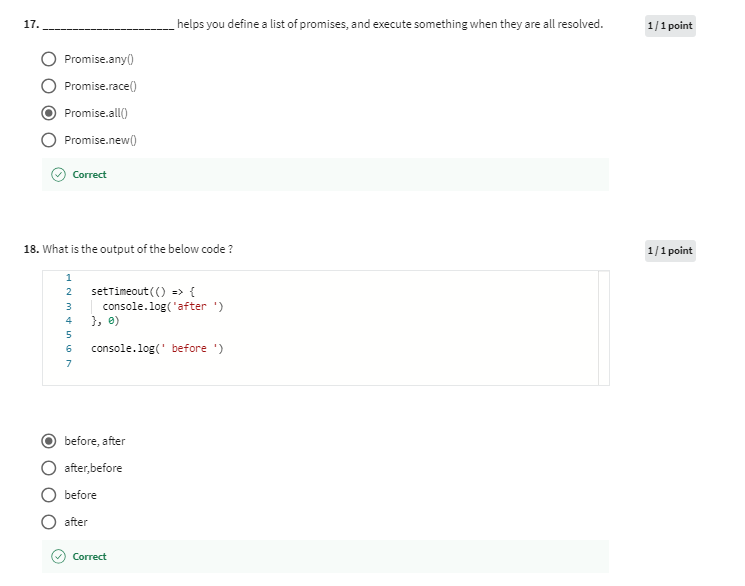 17. ______________________ helps you define a list of promises, and execute something when they are all resolved.
1 / 1 point
Promise.any()
Promise.race()
Promise.all()
Promise.new()
Correct
18. What is the output of the below code ?
1 / 1 point
1
2 setTimeout(() => {
3 console.log('after ')
4 }, 0)
5
6 console.log(' before ')
7
before, after
after,before
before
after
Correct